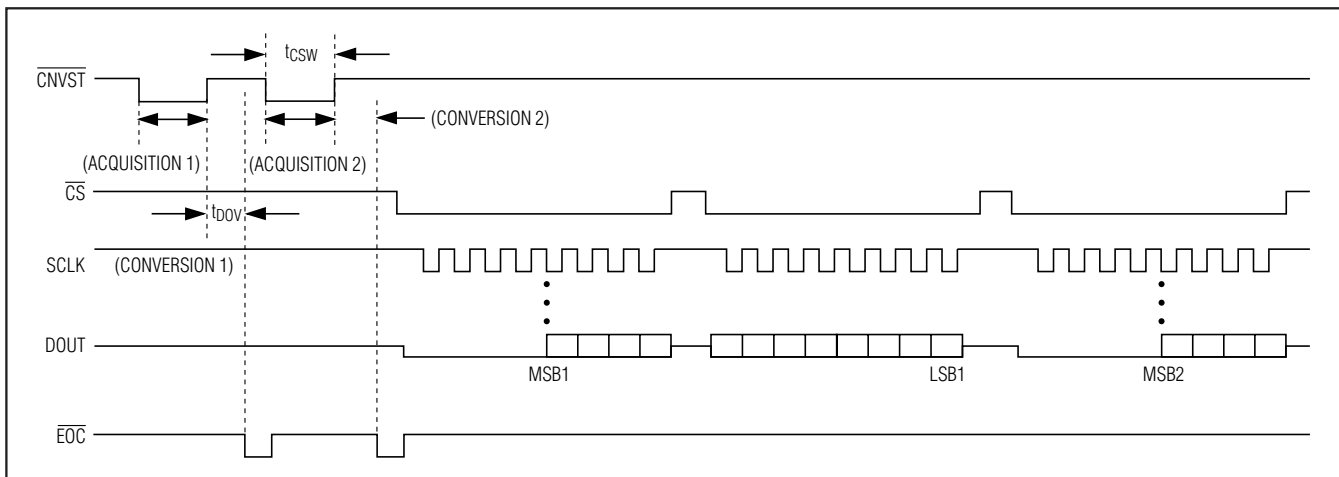 tCSW
CNVST
(CONVERSION 2)
(ACQUISITION 1)
(ACQUISITION 2)
CS
tDOV
SCLK
(CONVERSION 1)
DOUT
MSB1
LSB1
MSB2
EOC